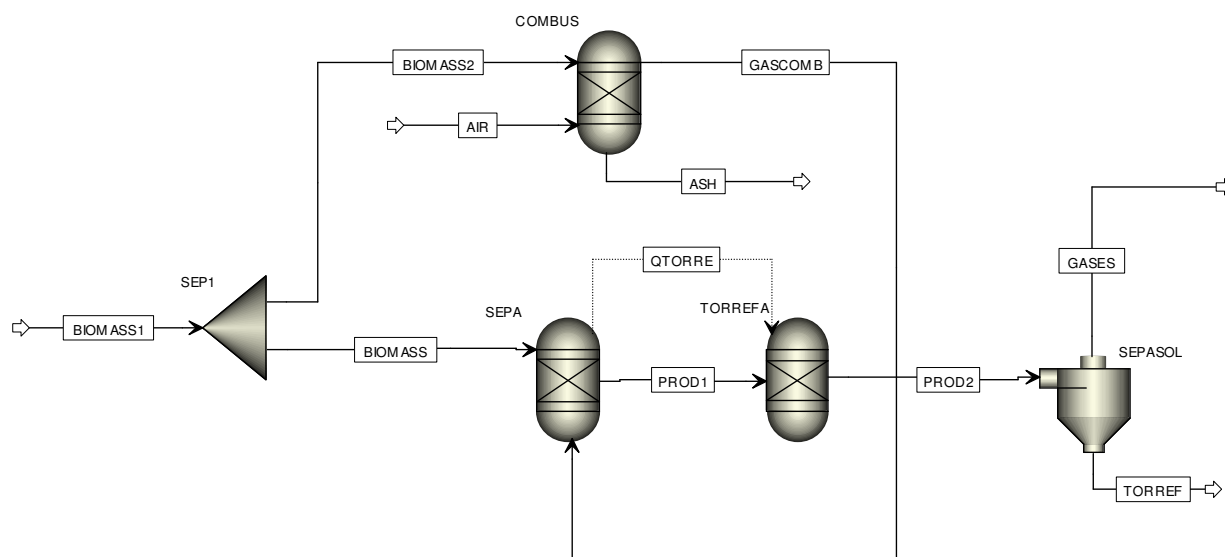 COMBUS
BIOMASS2
GASCOMB
AIR
ASH
QTORRE
GASES
SEP1
SEPA
TORREFA
BIOMASS1
BIOMASS
SEPASOL
PROD1
PROD2
TORREF